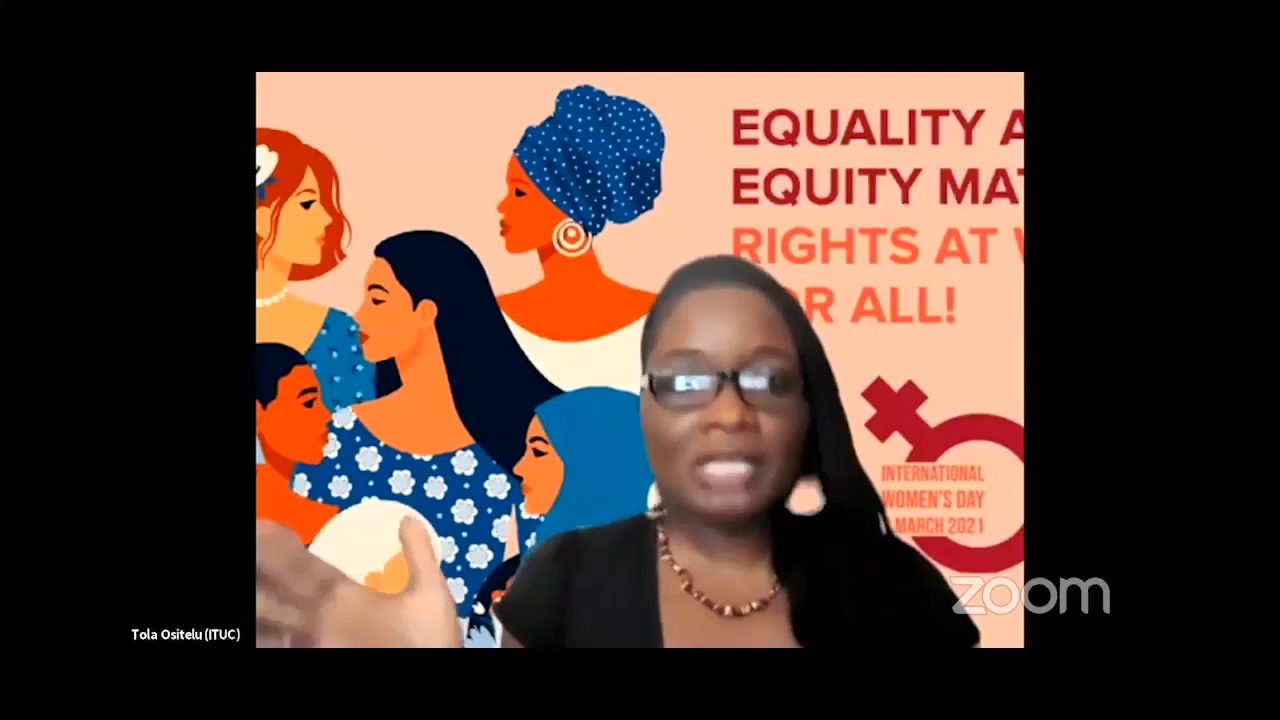 EQUALITY A
EQUITY MAT
RIGHTS AT
OR ALL!
INTERNATIONAL
WOMEN'S DAY
MARCH 2021
zoom
Tola Ositelu (ITUC)